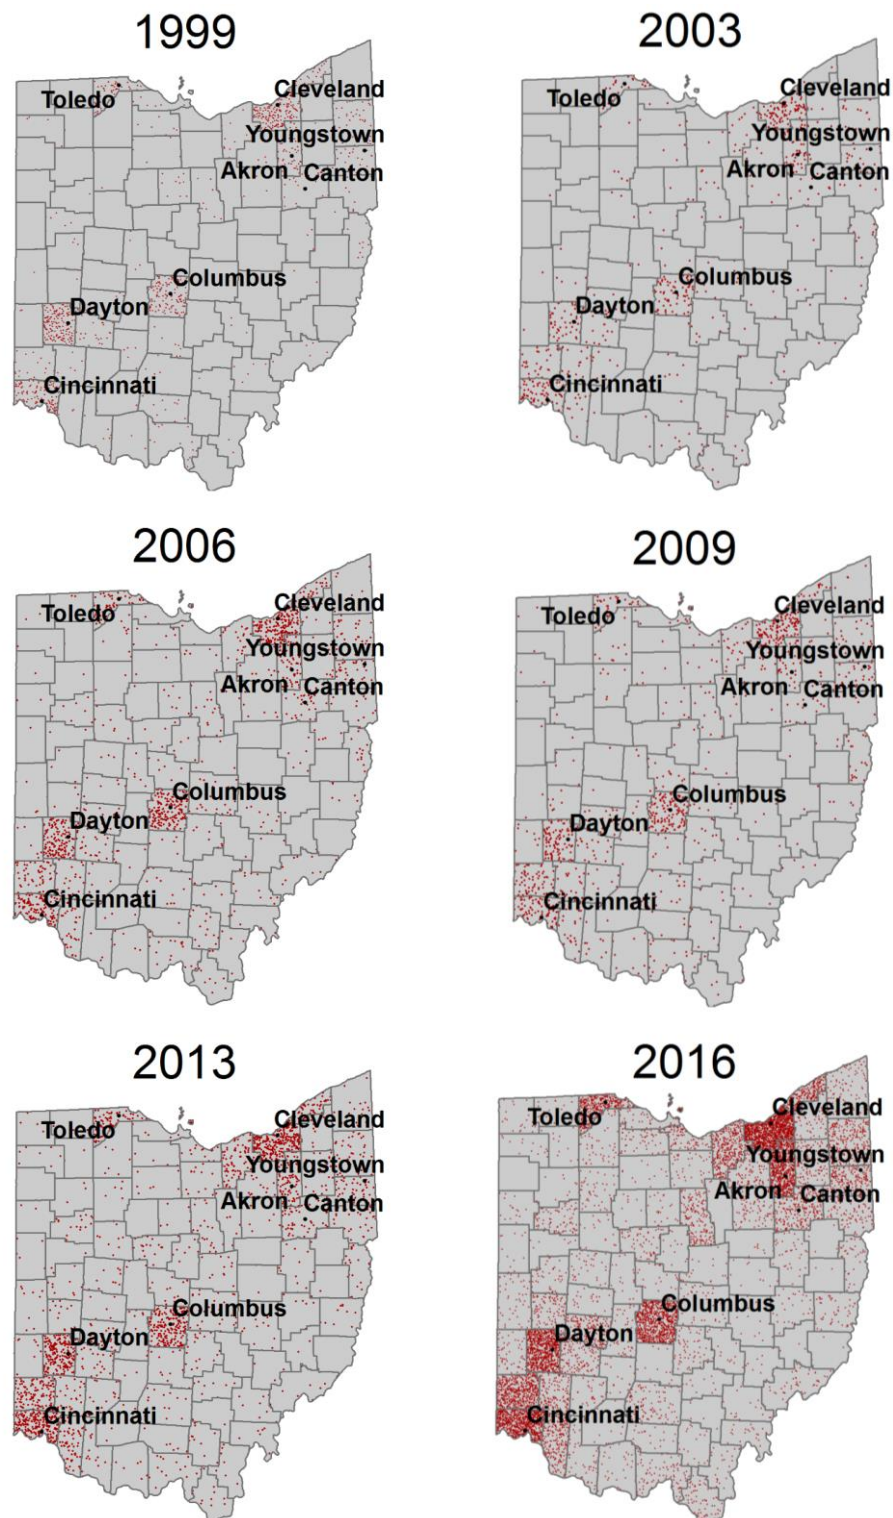 1999
2003
Cleveland
Toledo
Youngstown
Akron
Canton
Columbus
Dayton
Cincinnati
Cleveland
Toledo
Youngstown
Akron
Canton
Columbus
Dayton
Cincinnati
2006
2009
Cleveland
Toledo
Youngstown
Akron
Canton
Columbus
Dayton
Cincinnati
Cleveland
Toledo
Youngstown
Akron
Canton
Columbus
Dayton
Cincinnati
2013
2016
Cleveland
Toledo
Youngstown
Akron
Canton
Columbus
Dayton
Cincinnati
Cleveland
Toledo
Youngstown
Akron
Canton
Columbus
Dayton
Cincinnati